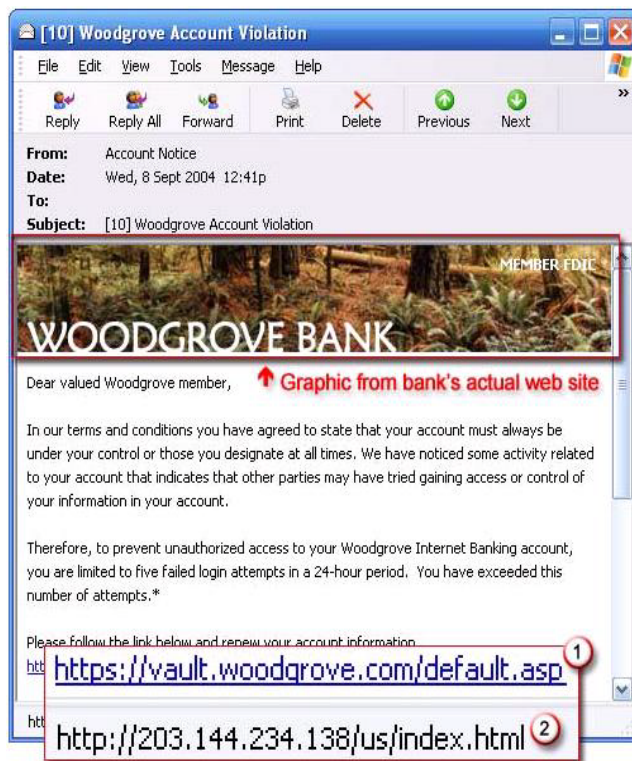 [10] Woodgrove Account Violation
File Edit View Tools Message Help
Reply Reply All Forward Print Delete Previous Next »
From: Account Notice
Date: Wed, 8 Sept 2004 12:41p
To:
Subject: [10] Woodgrove Account Violation
MEMBER FDIC
WOODGROVE BANK
Dear valued Woodgrove member,
Graphic from bank's actual web site
In our terms and conditions you have agreed to state that your account must always be
under your control or those you designate at all times. We have noticed some activity related
to your account that indicates that other parties may have tried gaining access or control of
your information in your account.
Therefore, to prevent unauthorized access to your Woodgrove Internet Banking account,
you are limited to five failed login attempts in a 24-hour period. You have exceeded this
number of attempts.*
Please follow the link below and renew your account information
https://vault.woodgrove.com/default.asp 1
http://203.144.234.138/us/index.html 2